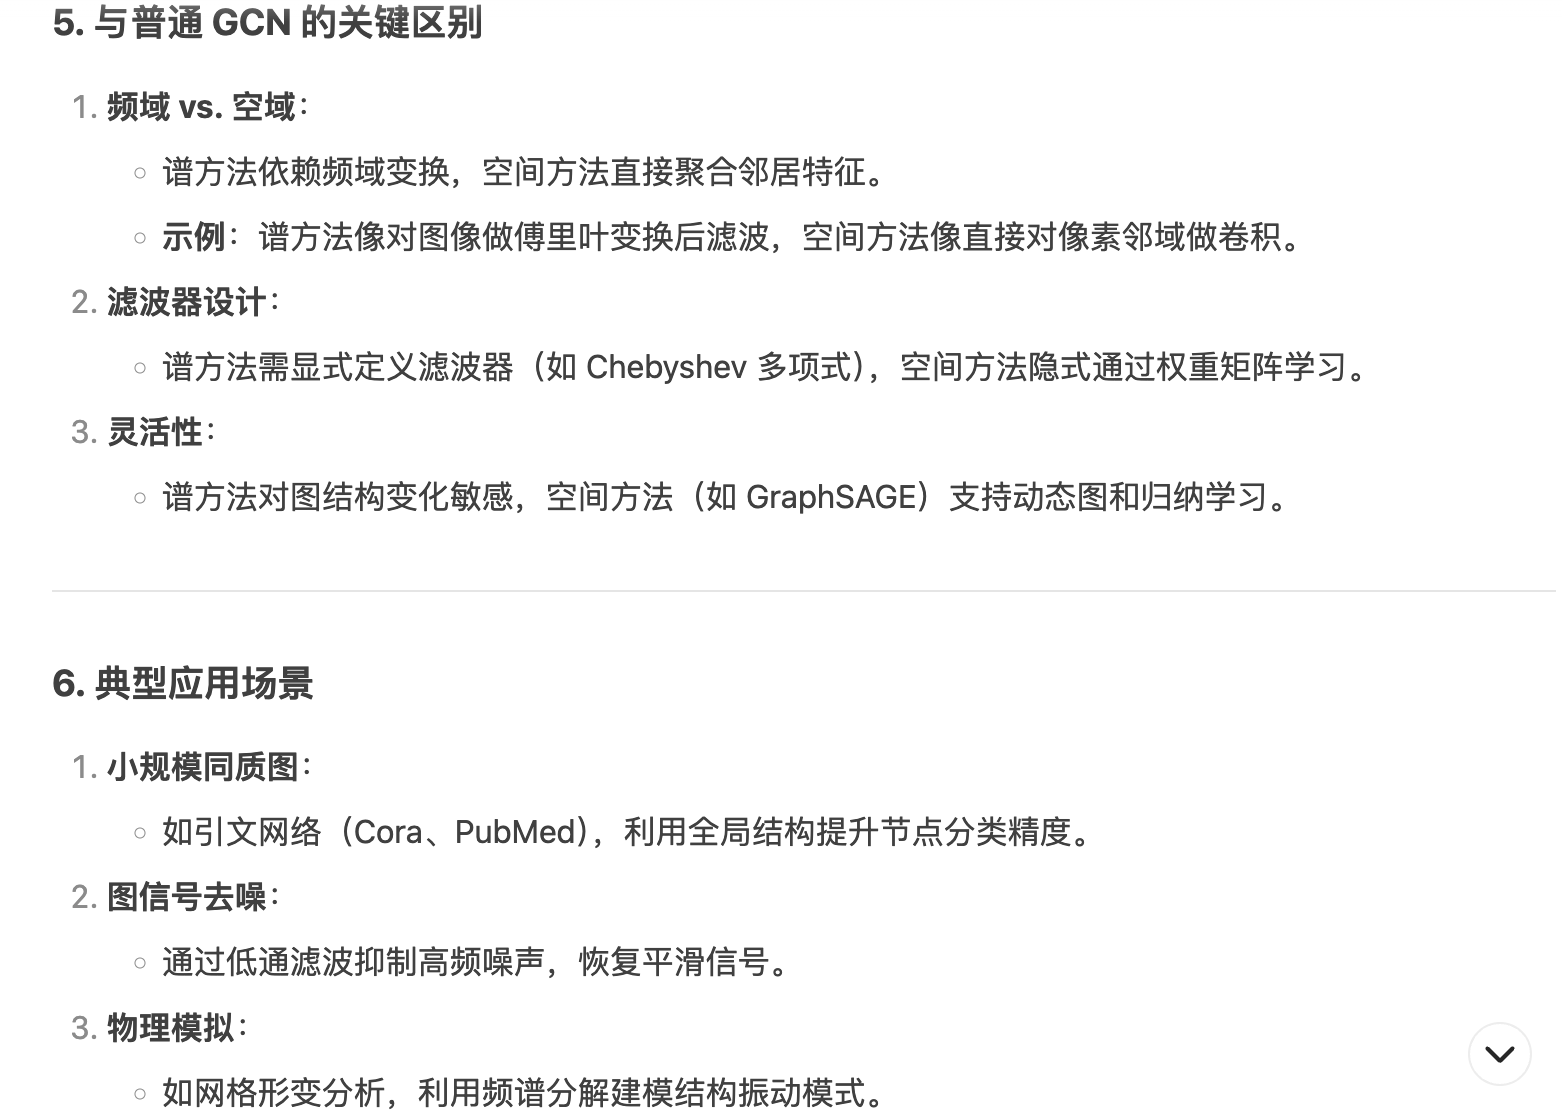 5. 与普通 GCN 的关键区别
1. 频域 vs. 空域：
谱方法依赖频域变换，空间方法直接聚合邻居特征。
示例：谱方法像对图像做傅里叶变换后滤波，空间方法像直接对像素邻域做卷积。
2. 滤波器设计：
谱方法需显式定义滤波器（如 Chebyshev 多项式），空间方法隐式通过权重矩阵学习。
3. 灵活性：
谱方法对图结构变化敏感，空间方法（如 GraphSAGE）支持动态图和归纳学习。
6. 典型应用场景
1. 小规模同质图：
如引文网络（Cora、PubMed），利用全局结构提升节点分类精度。
2. 图信号去噪：
通过低通滤波抑制高频噪声，恢复平滑信号。
3. 物理模拟：
如网格形变分析，利用频谱分解建模结构振动模式。